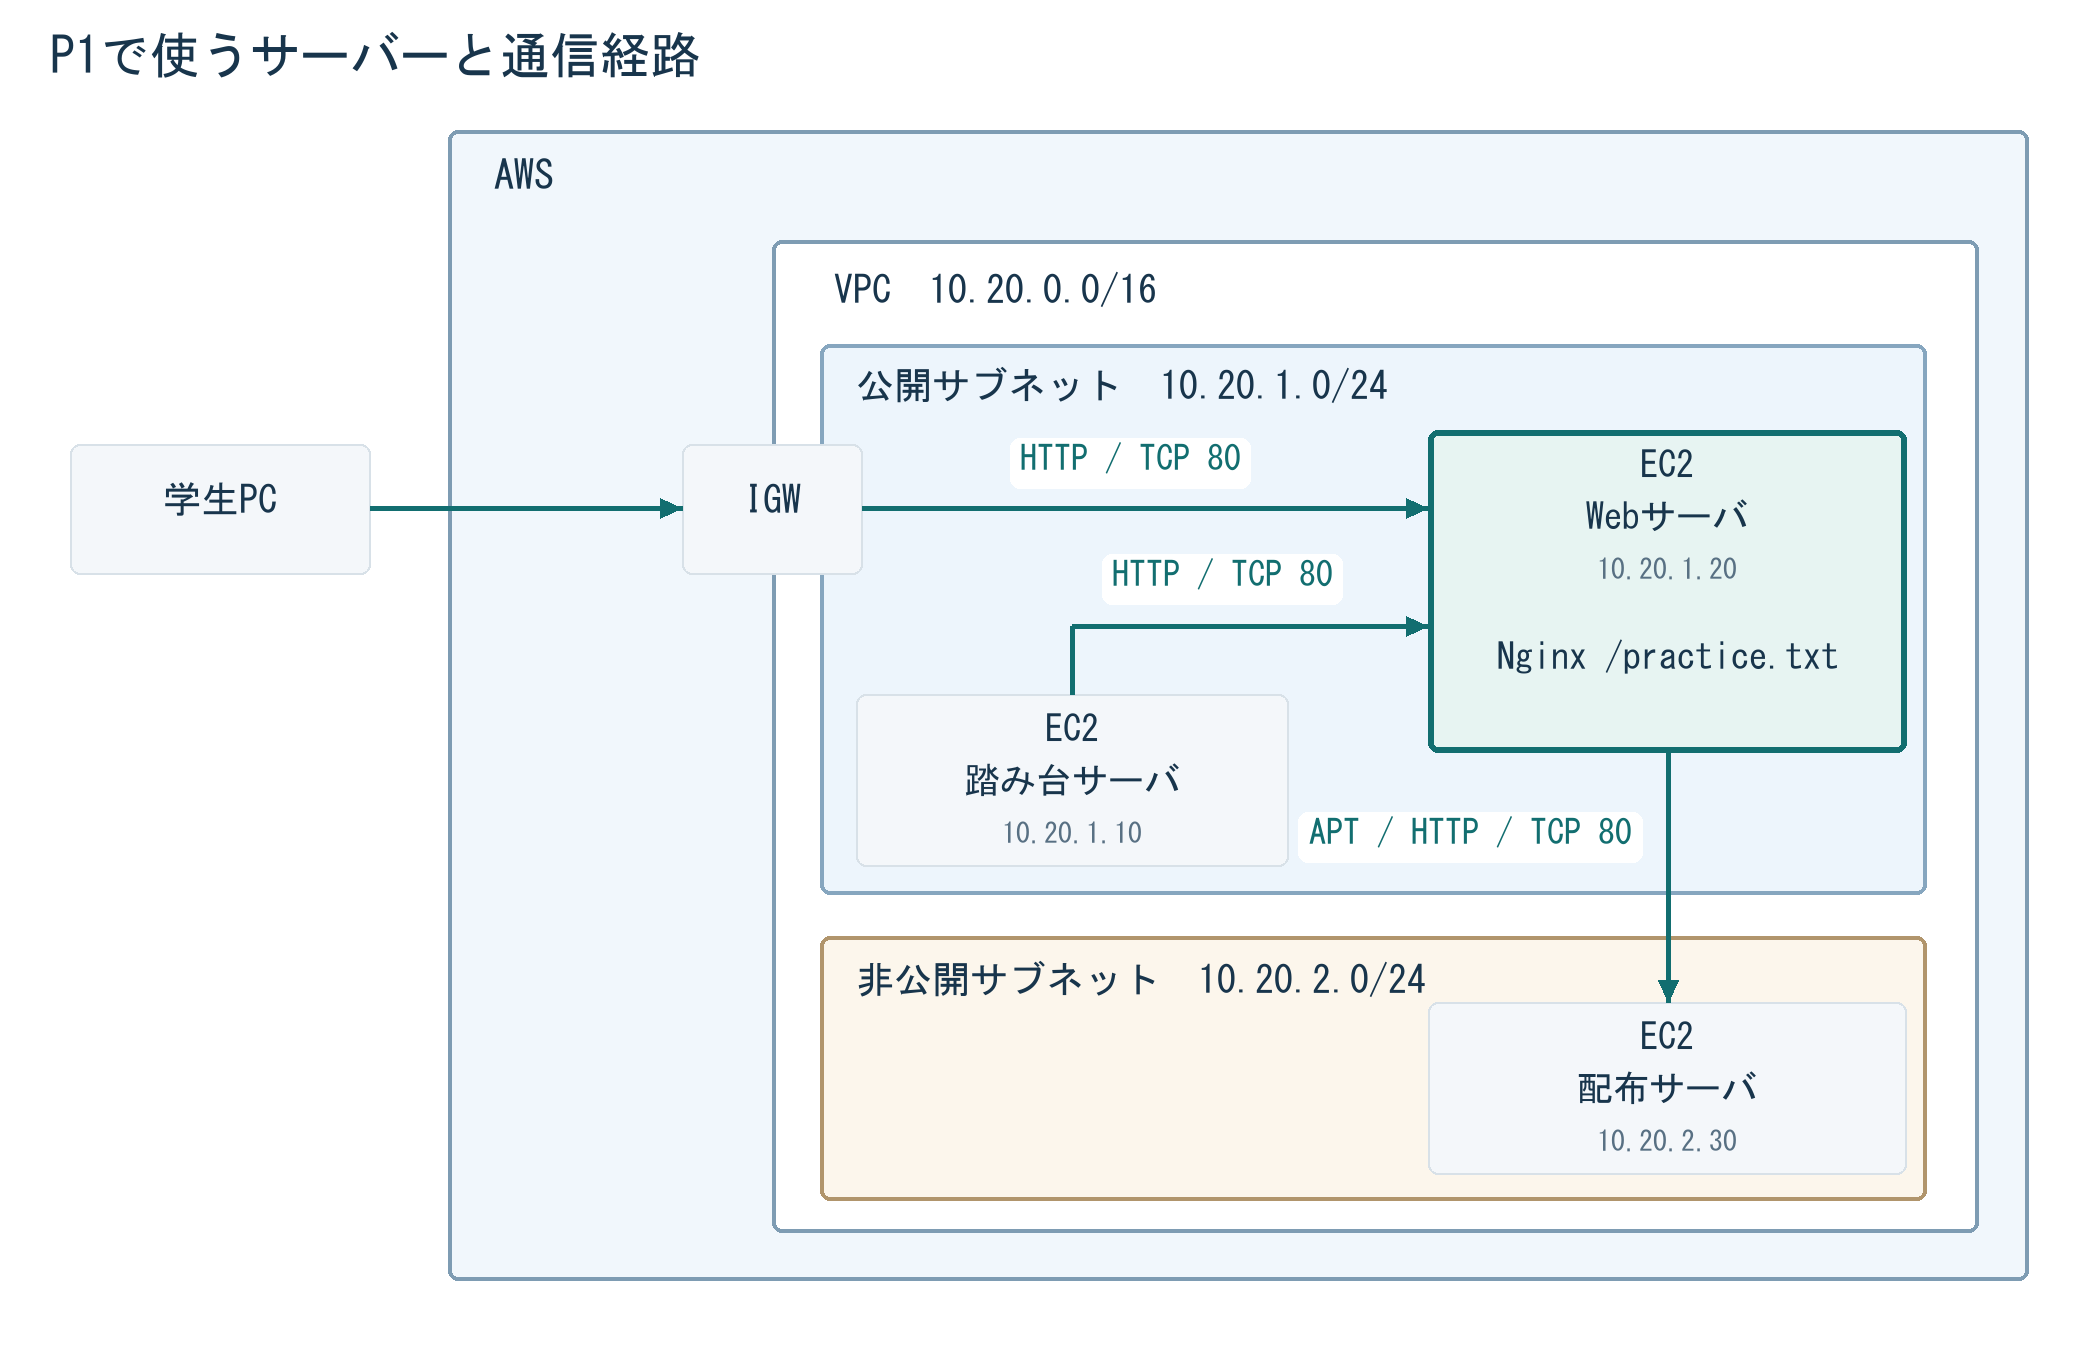 P1で使うサーバーと通信経路
AWS
VPC 10.20.0.0/16
公開サブネット 10.20.1.0/24
学生PC
IGW
HTTP / TCP 80
EC2
Webサーバ
10.20.1.20
Nginx /practice.txt
HTTP / TCP 80
EC2
踏み台サーバ
10.20.1.10
APT / HTTP / TCP 80
非公開サブネット 10.20.2.0/24
EC2
配布サーバ
10.20.2.30